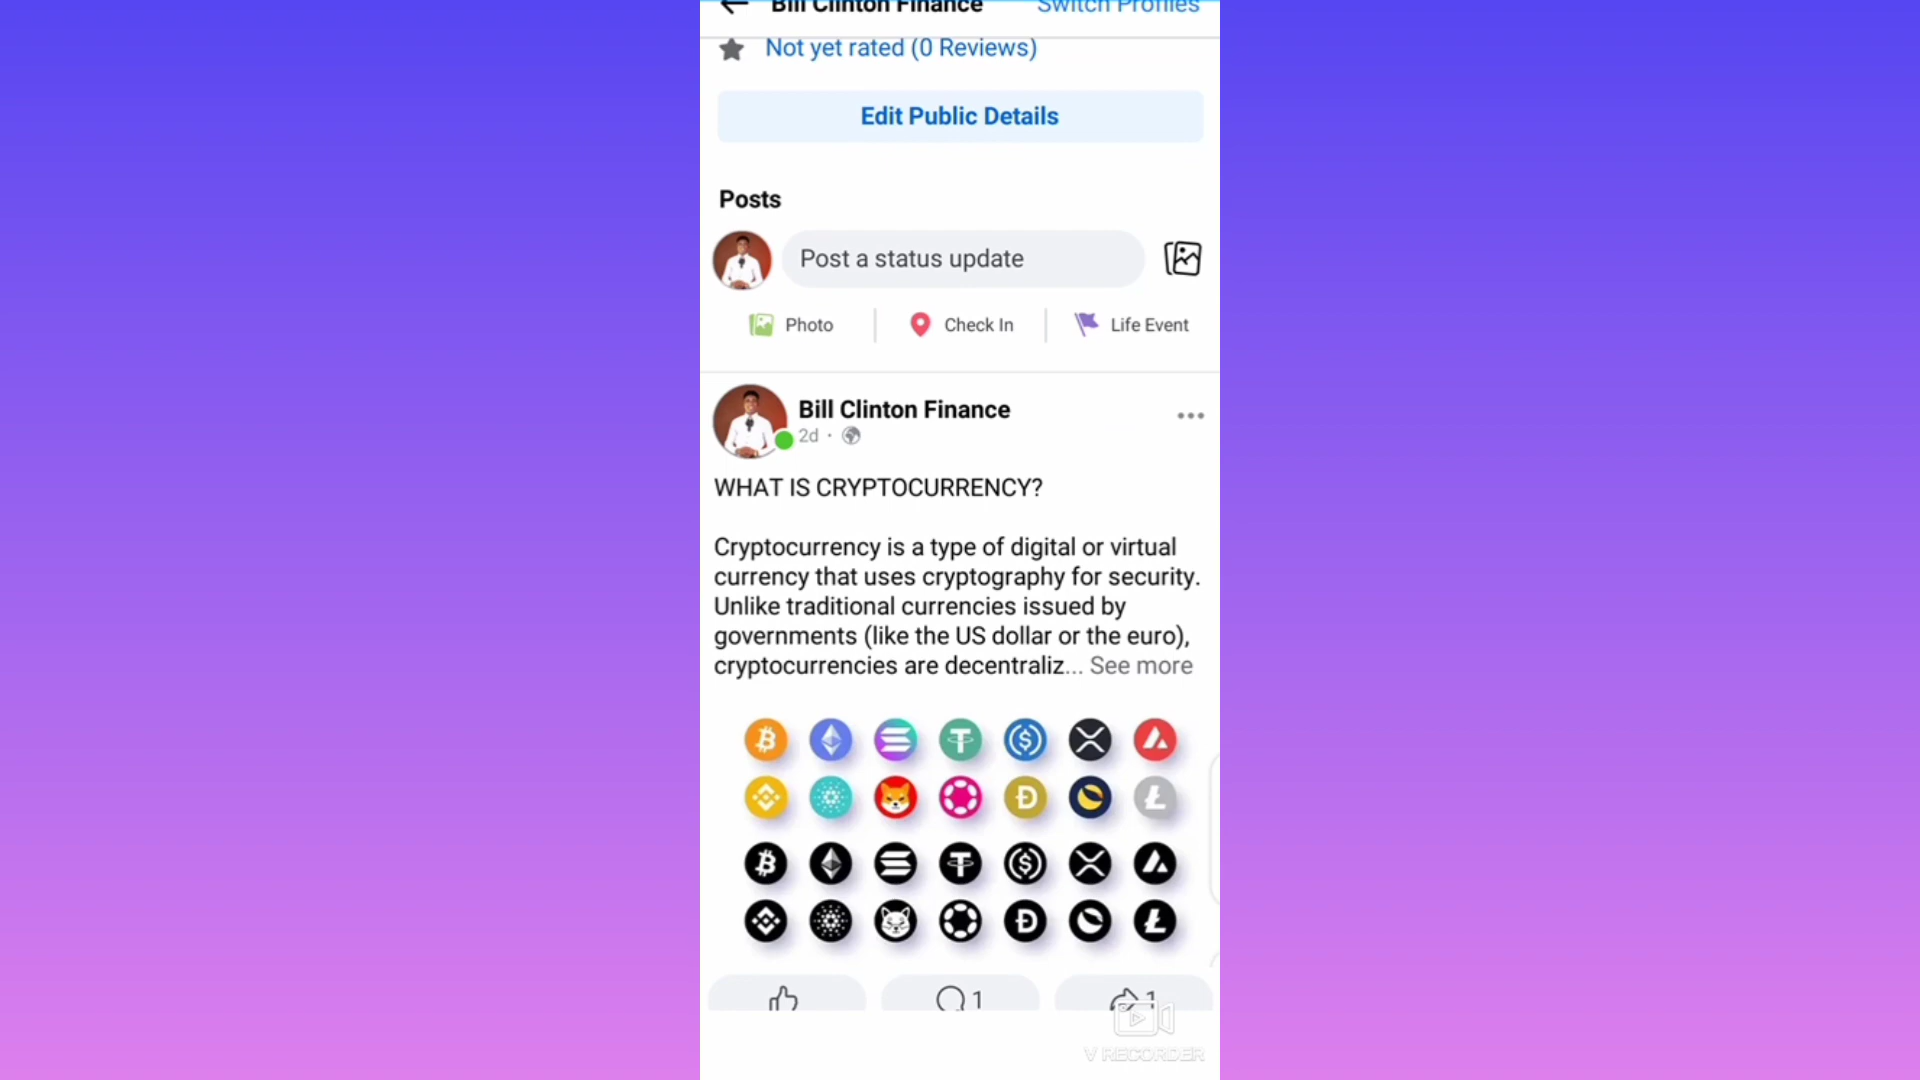 Bill Clinton Finance Switch Profiles
Not yet rated (0 Reviews)
Edit Public Details
Posts
Post a status update
Photo Check In Life Event
Bill Clinton Finance
2d ·
WHAT IS CRYPTOCURRENCY?
Cryptocurrency is a type of digital or virtual
currency that uses cryptography for security.
Unlike traditional currencies issued by
governments (like the US dollar or the euro),
cryptocurrencies are decentraliz... See more
1 1
V RECORDER